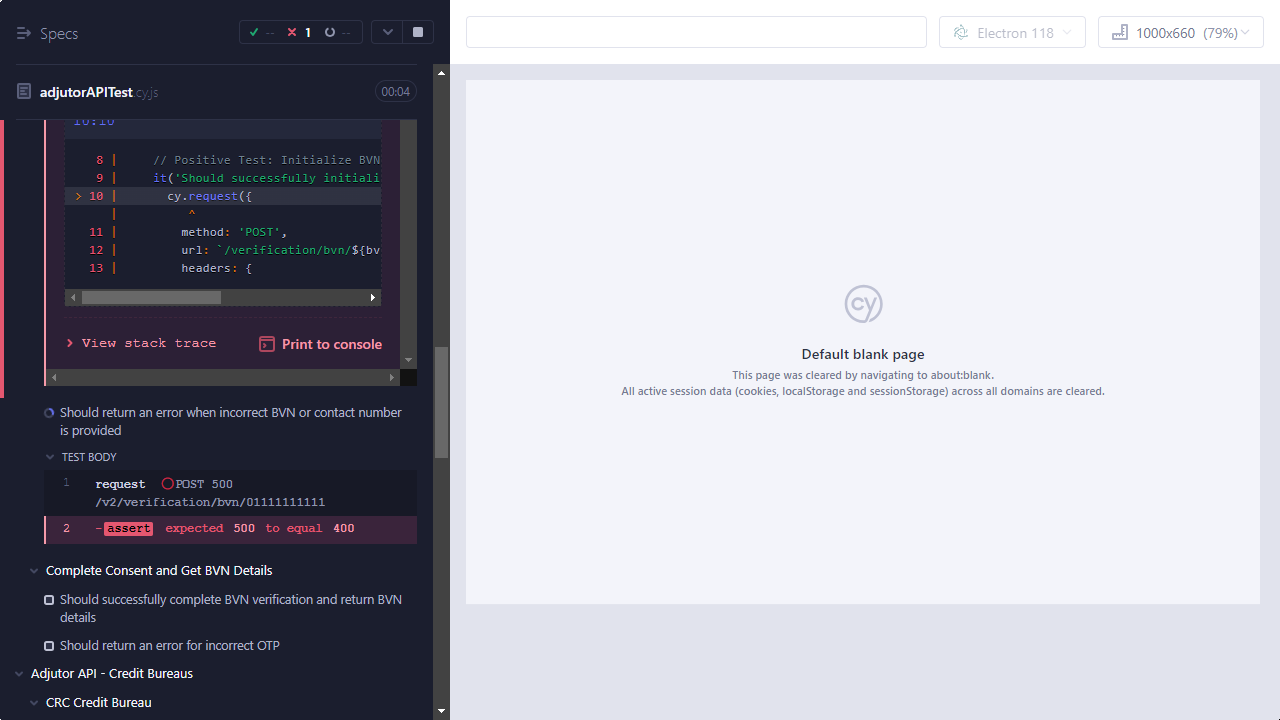 Specs
-- 1 --
Electron 118
1000x660 (79%)
adjutorAPITest.cy.js
00:04
10:10
8 | // Positive Test: Initialize BVN
9 | it('Should successfully initiali
> 10 | cy.request({
| ^
11 | method: 'POST',
12 | url: `/verification/bvn/${bv
13 | headers: {
View stack trace
Print to console
Should return an error when incorrect BVN or contact number
is provided
TEST BODY
1 request POST 500
/v2/verification/bvn/01111111111
2 -assert expected 500 to equal 400
Complete Consent and Get BVN Details
Should successfully complete BVN verification and return BVN
details
Should return an error for incorrect OTP
Adjutor API - Credit Bureaus
CRC Credit Bureau
cy
Default blank page
This page was cleared by navigating to about:blank.
All active session data (cookies, localStorage and sessionStorage) across all domains are cleared.